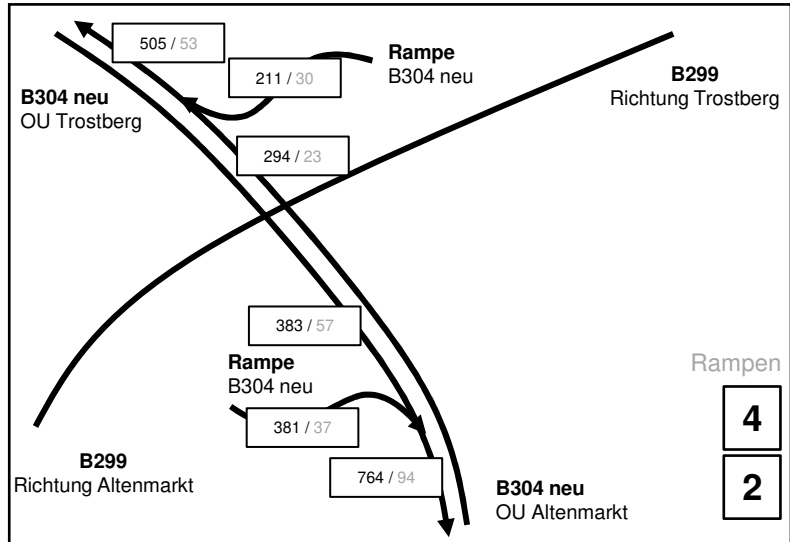 505 / 53
Rampe
B304 neu
211 / 30
B299
Richtung Trostberg
B304 neu
OU Trostberg
294 / 23
383 / 57
Rampe
B304 neu
Rampen
4
381 / 37
B299
Richtung Altenmarkt
764 / 94
2
B304 neu
OU Altenmarkt